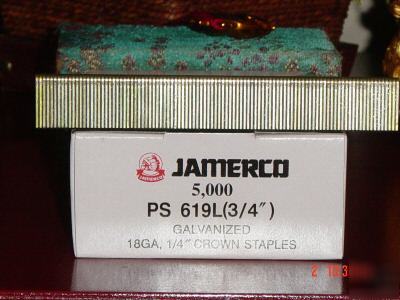 JAMERCO
5,000
PS 619L(3/4")
GALVANIZED
18GA, 1/4" CROWN STAPLES